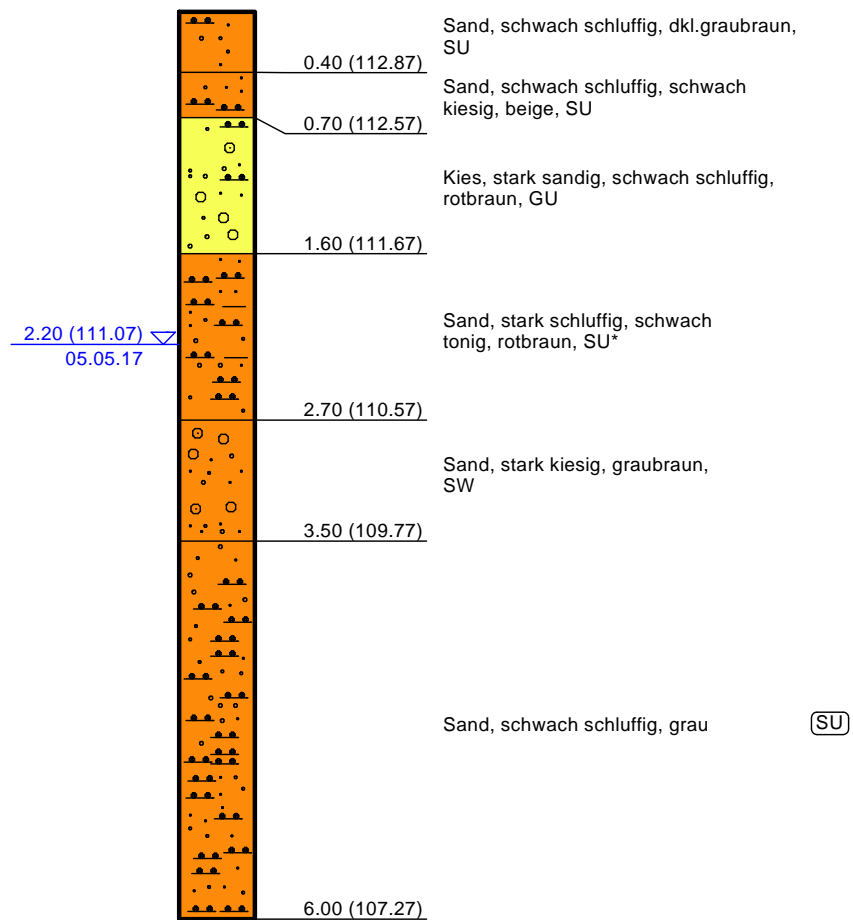 Sand, schwach schluffig, dkl.graubraun,
SU
0.40 (112.87)
Sand, schwach schluffig, schwach
kiesig, beige, SU
0.70 (112.57)
Kies, stark sandig, schwach schluffig,
rotbraun, GU
1.60 (111.67)
Sand, stark schluffig, schwach
tonig, rotbraun, SU*
2.20 (111.07)
05.05.17
2.70 (110.57)
Sand, stark kiesig, graubraun,
SW
3.50 (109.77)
Sand, schwach schluffig, grau SU
6.00 (107.27)